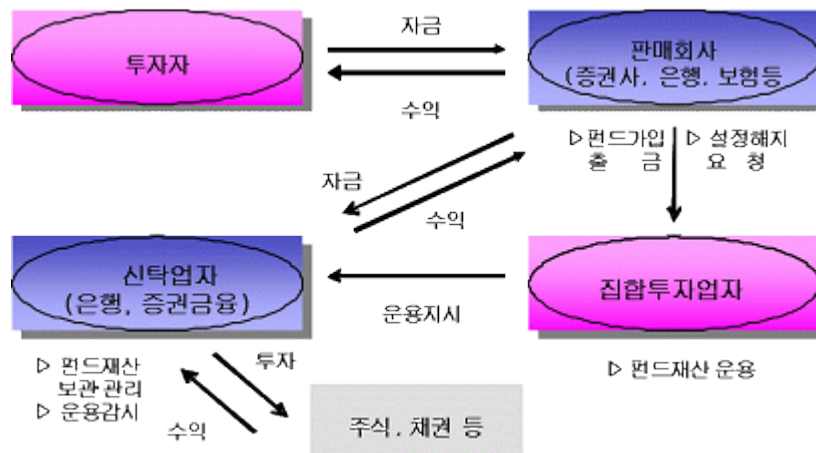 자금
투자자
판매회사
(증권사, 은행, 보험등
수익
▷펀드가입
출 금
▷ 설정해지
요 청
자금
수익
신탁업자
(은행, 증권금융)
집합투자업자
운용지시
▷ 펀드재산
보관관리
▷ 운용감시
투자
수익
▷ 펀드재산 운용
주식, 채권 등